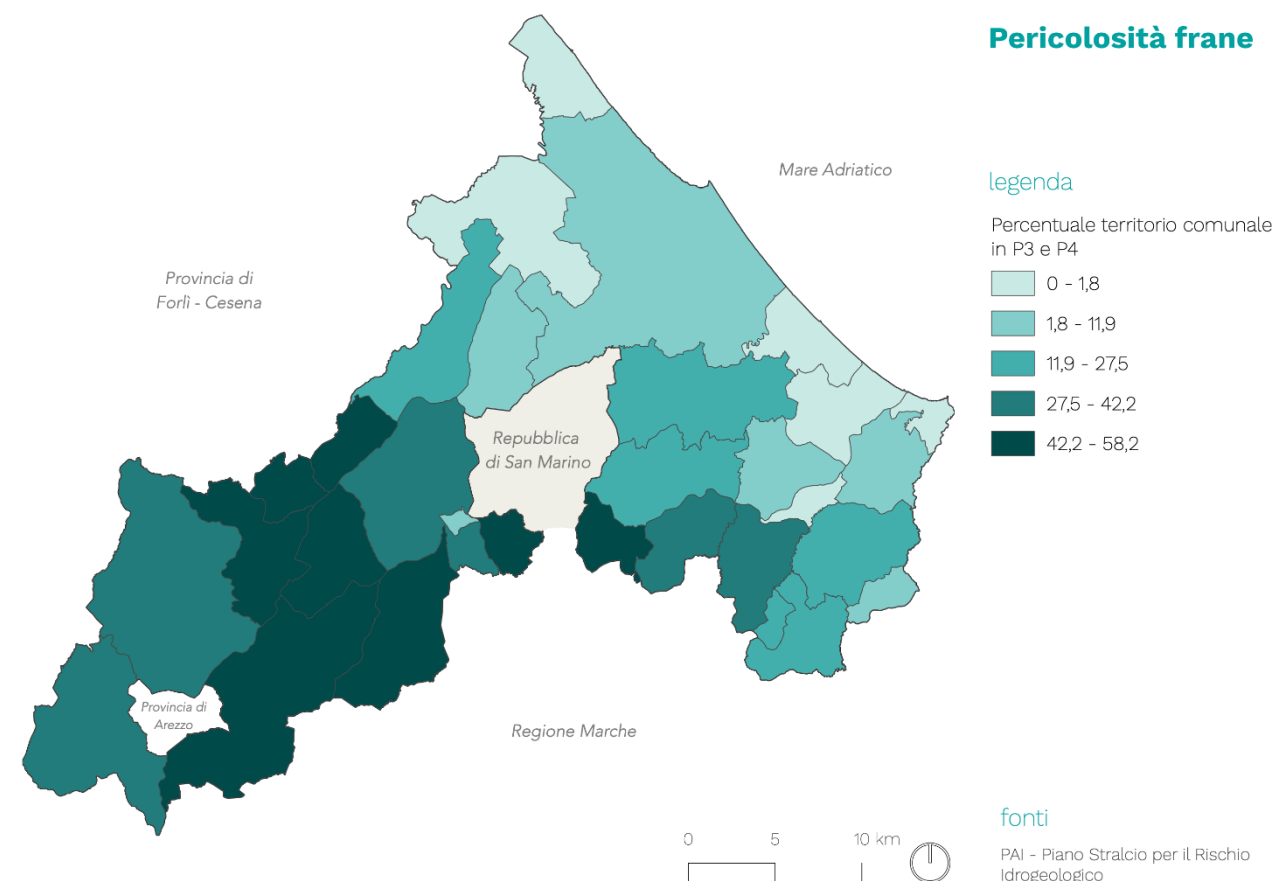 Pericolosità frane
Mare Adriatico
legenda
Percentuale territorio comunale
in P3 e P4
0 - 1,8
1,8 - 11,9
11,9 - 27,5
27,5 - 42,2
42,2 - 58,2
Provincia di
Forlì - Cesena
Repubblica
di San Marino
Provincia di
Arezzo
Regione Marche
0 5 10 km
fonti
PAI - Piano Stralcio per il Rischio
Idrogeologico